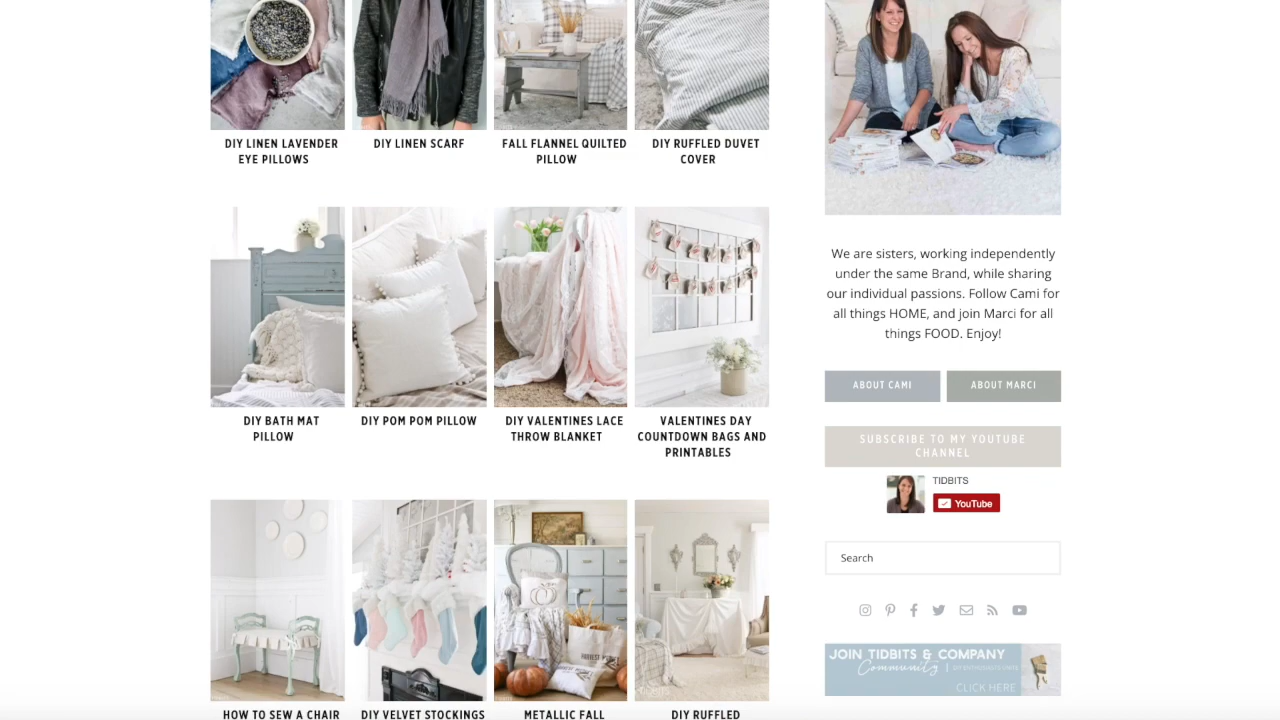 DIY LINEN LAVENDER
EYE PILLOWS
DIY LINEN SCARF
FALL FLANNEL QUILTED
PILLOW
DIY RUFFLED DUVET
COVER
DIY BATH MAT
PILLOW
DIY POM POM PILLOW
DIY VALENTINES LACE
THROW BLANKET
VALENTINES DAY
COUNTDOWN BAGS AND
PRINTABLES
HOW TO SEW A CHAIR
DIY VELVET STOCKINGS
METALLIC FALL
DIY RUFFLED
We are sisters, working independently
under the same Brand, while sharing
our individual passions. Follow Cami for
all things HOME, and join Marci for all
things FOOD. Enjoy!
ABOUT CAMI
ABOUT MARCI
SUBSCRIBE TO MY YOUTUBE
CHANNEL
TIDBITS
YouTube
Search
JOIN TIDBITS & COMPANY
Community
CLICK HERE